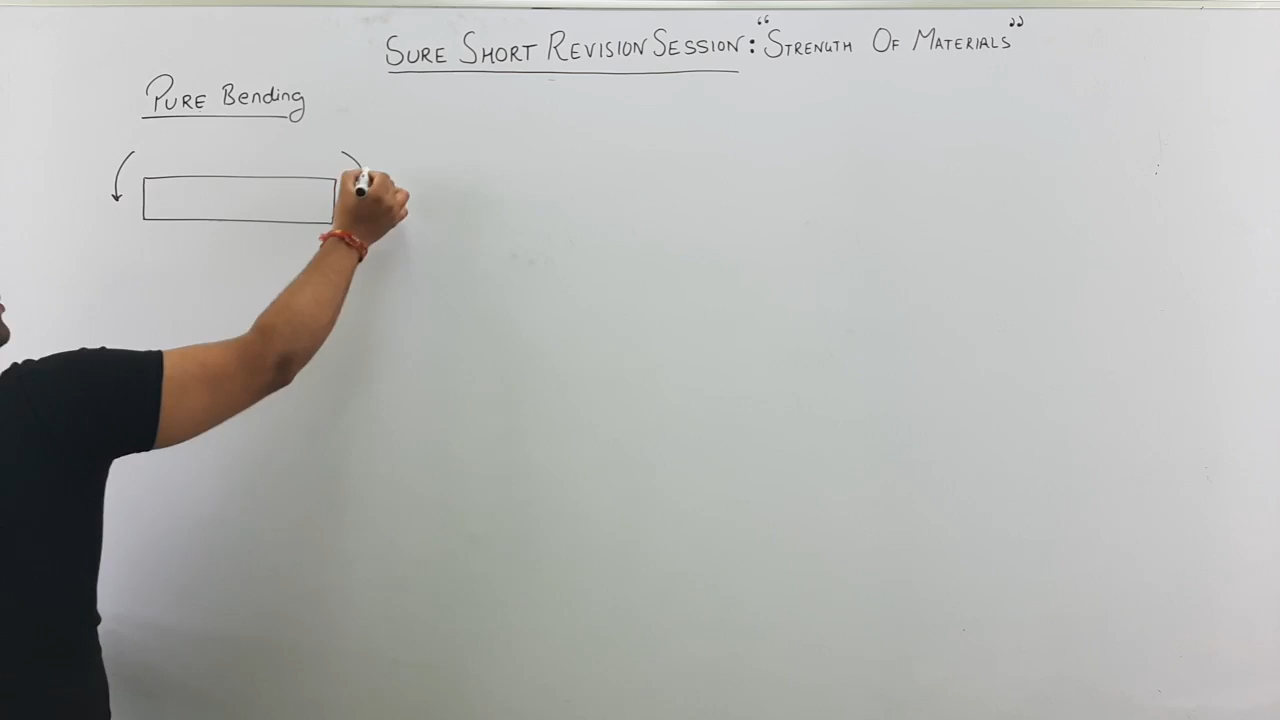 SURE SHORT REVISION SESSION : “STRENGTH OF MATERIALS”
PURE Bending